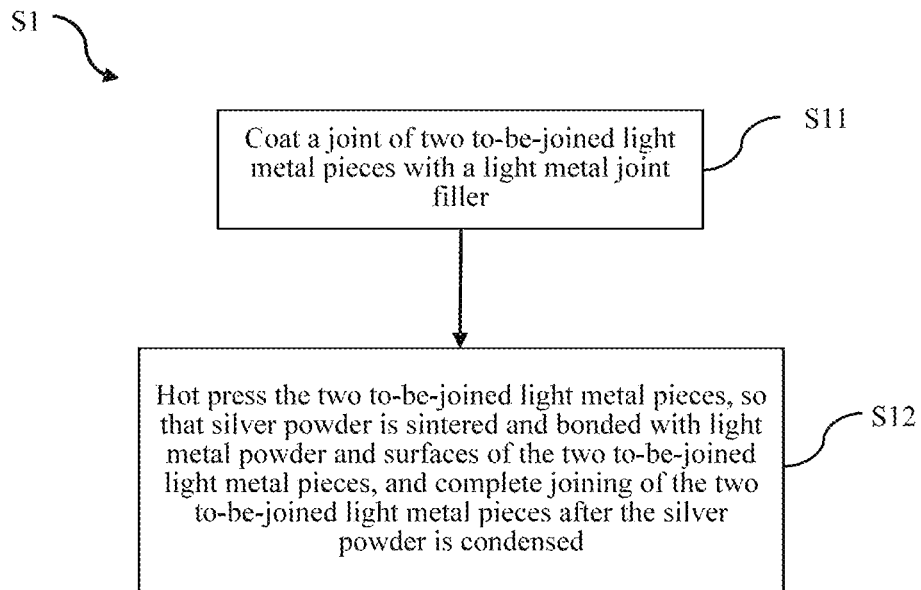 S1
S11
Coat a joint of two to-be-joined light
metal pieces with a light metal joint
filler
Hot press the two to-be-joined light metal pieces, so
that silver powder is sintered and bonded with light
metal powder and surfaces of the two to-be-joined
light metal pieces, and complete joining of the two
to-be-joined light metal pieces after the silver
powder is condensed
S12